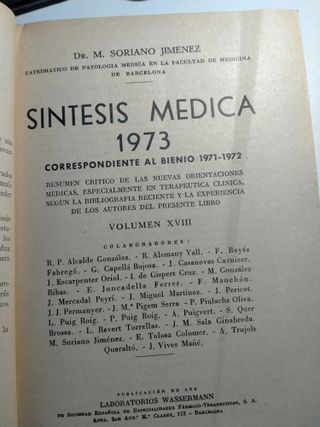 DR. M. SORIANO JIMENEZ
CATEDRATICO DE PATOLOGIA MEDICA EN LA FACULTAD DE MEDICINA
DE BARCELONA
SINTESIS MEDICA
1973
CORRESPONDIENTE AL BIENIO 1971-1972
RESUMEN CRITICO DE LAS NUEVAS ORIENTACIONES
MEDICAS, ESPECIALMENTE EN TERAPEUTICA CLINICA,
SEGUN LA BIBLIOGRAFIA RECIENTE Y LA EXPERIENCIA
DE LOS AUTORES DEL PRESENTE LIBRO
VOLUMEN XVIII
COLABORADORES:
R. P. Alcalde González. - R. Alemany Vall. - F. Bayés
Fabregó. - G. Capellá Bujosa. - J. Casanovas Carnicer.
J. Escarpenter Oriol. - I. de Gispert Cruz. - M. González
Ribas. - E. Juncadella Ferrer. - F. Manchón.
J. Mercadal Peyrí. - J. Miguel Martínez. - J. Pericot.
J. J. Permanyer. - J. M.ª Pigem Serra - P. Piulachs Oliva.
L. Puig Roig. - P. Puig Roig. - A. Puigvert. - S. Quer
Brossa. - L. Revert Torrellas. - J. M. Sala Ginabreda.
M. Soriano Jiménez. - E. Tolosa Colomer. - A. Trujols
Queraltó. - J. Vives Mañé.
PUBLICACION DE LOS
LABORATORIOS WASSERMANN
DE SOCIEDAD ESPAÑOLA DE ESPECIALIDADES FÁRMACO-TERAPEUTICAS, S. A.
AVDA. SAN ANT.º M.ª CLARET, 173 - BARCELONA